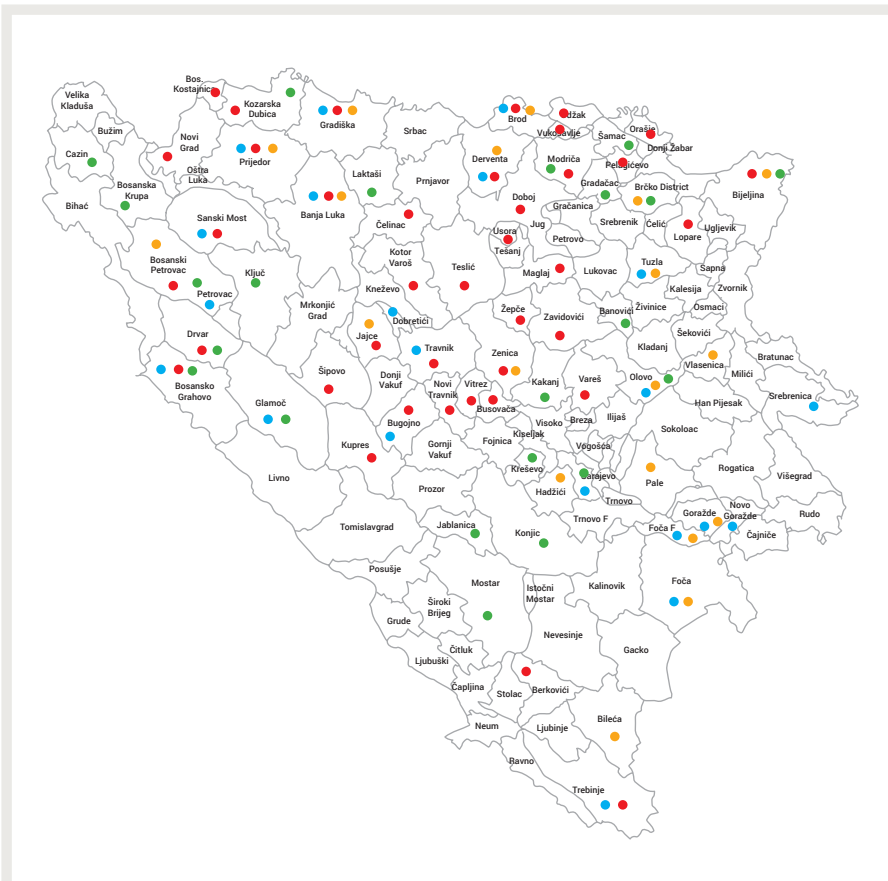 Velika
Kladuša
Bužim
Cazin
Bosanska
Krupa
Bihać
Bos.
Kostajnica
Kozarska
Dubica
Novi
Grad
Oštra
Luka
Prijedor
Gradiška
Srbac
Brod
Odžak
Vukosavlje
Orašje
Šamac
Donji Žabar
Pelagićevo
Derventa
Modriča
Gradačac
Brčko District
Bijeljina
Sanski Most
Banja Luka
Laktaši
Prnjavor
Čelinac
Doboj
Gračanica
Jug
Petrovo
Usora
Tešanj
Srebrenik
Čelić
Lopare
Ugljevik
Bosanski
Petrovac
Petrovac
Ključ
Kotor
Varoš
Kneževo
Teslić
Maglaj
Lukovac
Tuzla
Sapna
Kalesija
Zvornik
Mrkonjić
Grad
Dobretići
Jajce
Žepče
Zavidovići
Banovići
Živinice
Osmaci
Drvar
Bosansko
Grahovo
Glamoč
Šipovo
Donji
Vakuf
Travnik
Novi
Travnik
Vitrez
Busovača
Zenica
Kakanj
Vareš
Olovo
Kladanj
Šekovići
Vlasenica
Milići
Bratunac
Srebrenica
Han Pijesak
Kupres
Bugojno
Gornji
Vakuf
Fojnica
Kiseljak
Visoko
Breza
Ilijaš
Vogošća
Sokoloac
Kreševo
Sarajevo
Hadžići
Trnovo
Trnovo F
Pale
Rogatica
Višegrad
Livno
Prozor
Tomislavgrad
Jablanica
Konjic
Foča F
Goražde
Novo
Goražde
Čajniče
Rudo
Posušje
Široki
Brijeg
Grude
Mostar
Istočni
Mostar
Kalinovik
Foča
Nevesinje
Gacko
Ljubuški
Čitluk
Čapljina
Stolac
Berkovići
Neum
Ljubinje
Bileća
Ravno
Trebinje